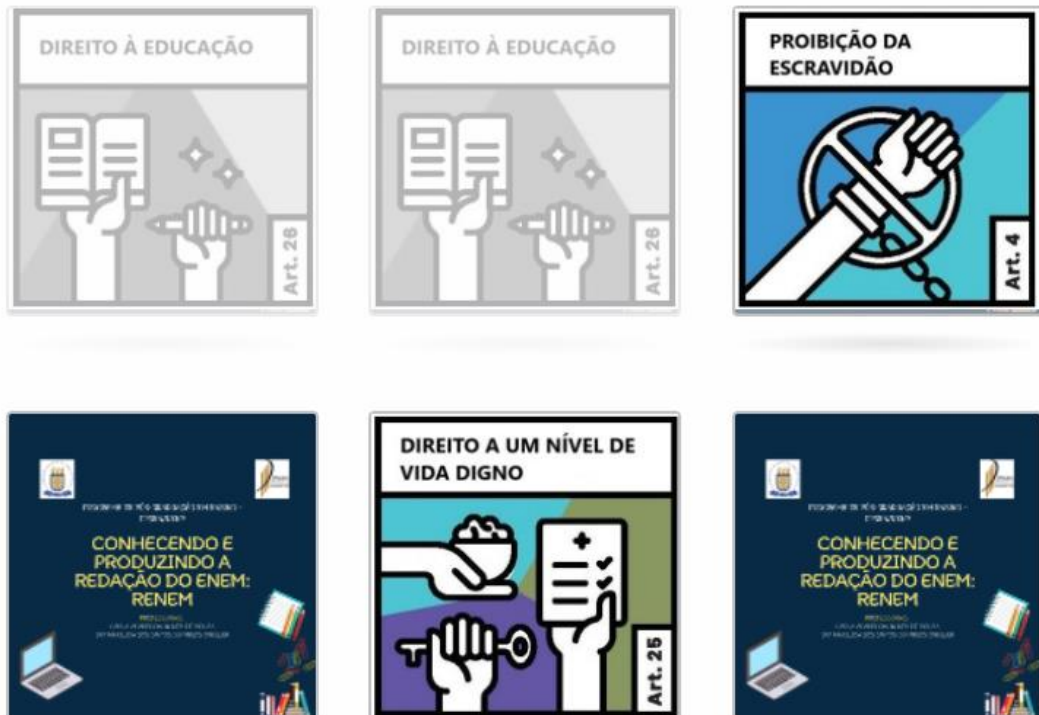 DIREITO À EDUCAÇÃO
Art. 26
DIREITO À EDUCAÇÃO
Art. 26
PROIBIÇÃO DA
ESCRAVIDÃO
Art. 4
CONHECENDO E
PRODUZINDO A
REDAÇÃO DO ENEM:
RENEM
DIREITO A UM NÍVEL DE
VIDA DIGNO
Art. 25
CONHECENDO E
PRODUZINDO A
REDAÇÃO DO ENEM:
RENEM